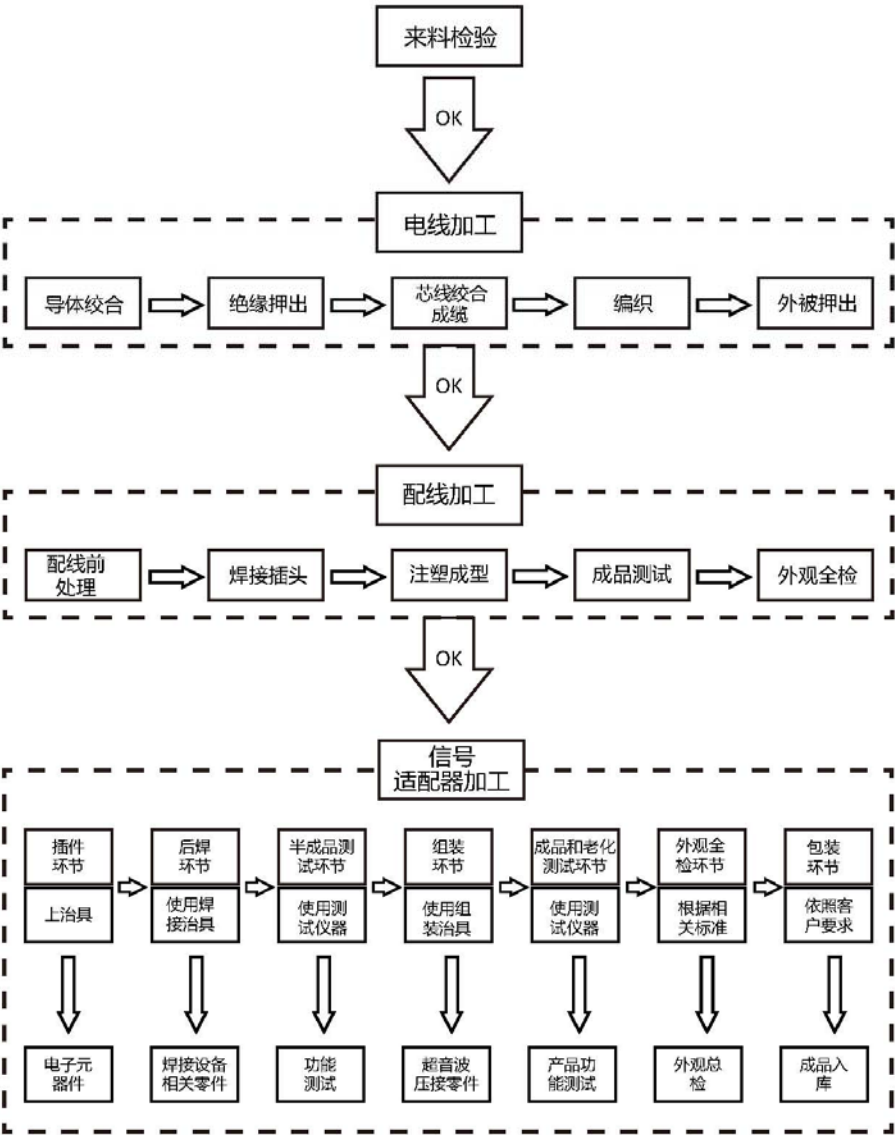 来料检验
OK
电线加工
导体绞合
绝缘押出
芯线绞合
成缆
编织
外被押出
OK
配线加工
配线前
处理
焊接插头
注塑成型
成品测试
外观全检
OK
信号
适配器加工
插件
环节
上治具
后焊
环节
使用焊
接治具
半成品测
试环节
使用测
试仪器
组装
环节
使用组
装治具
成品和老化
测试环节
使用测
试仪器
外观全
检环节
根据相
关标准
包装
环节
依照客
户要求
电子元
器件
焊接设备
相关零件
功能
测试
超音波
压接零件
产品功
能测试
外观总
检
成品入
库